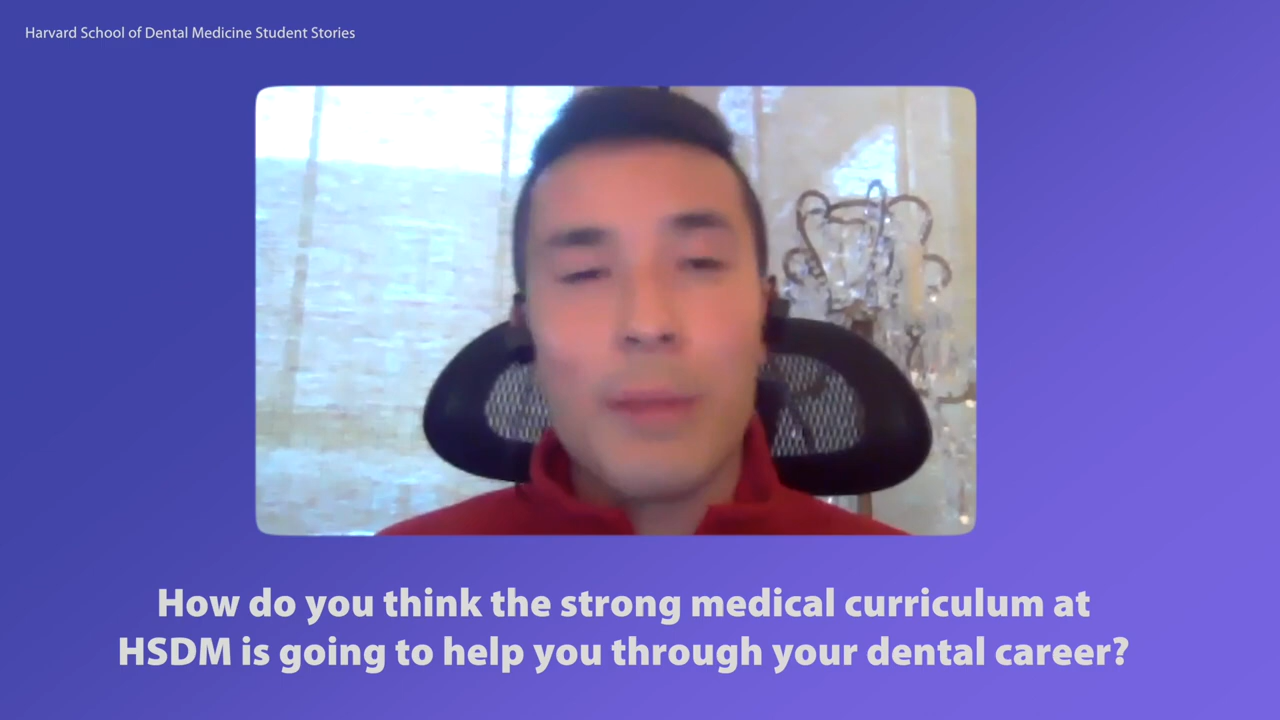 Harvard School of Dental Medicine Student Stories
How do you think the strong medical curriculum at
HSDM is going to help you through your dental career?